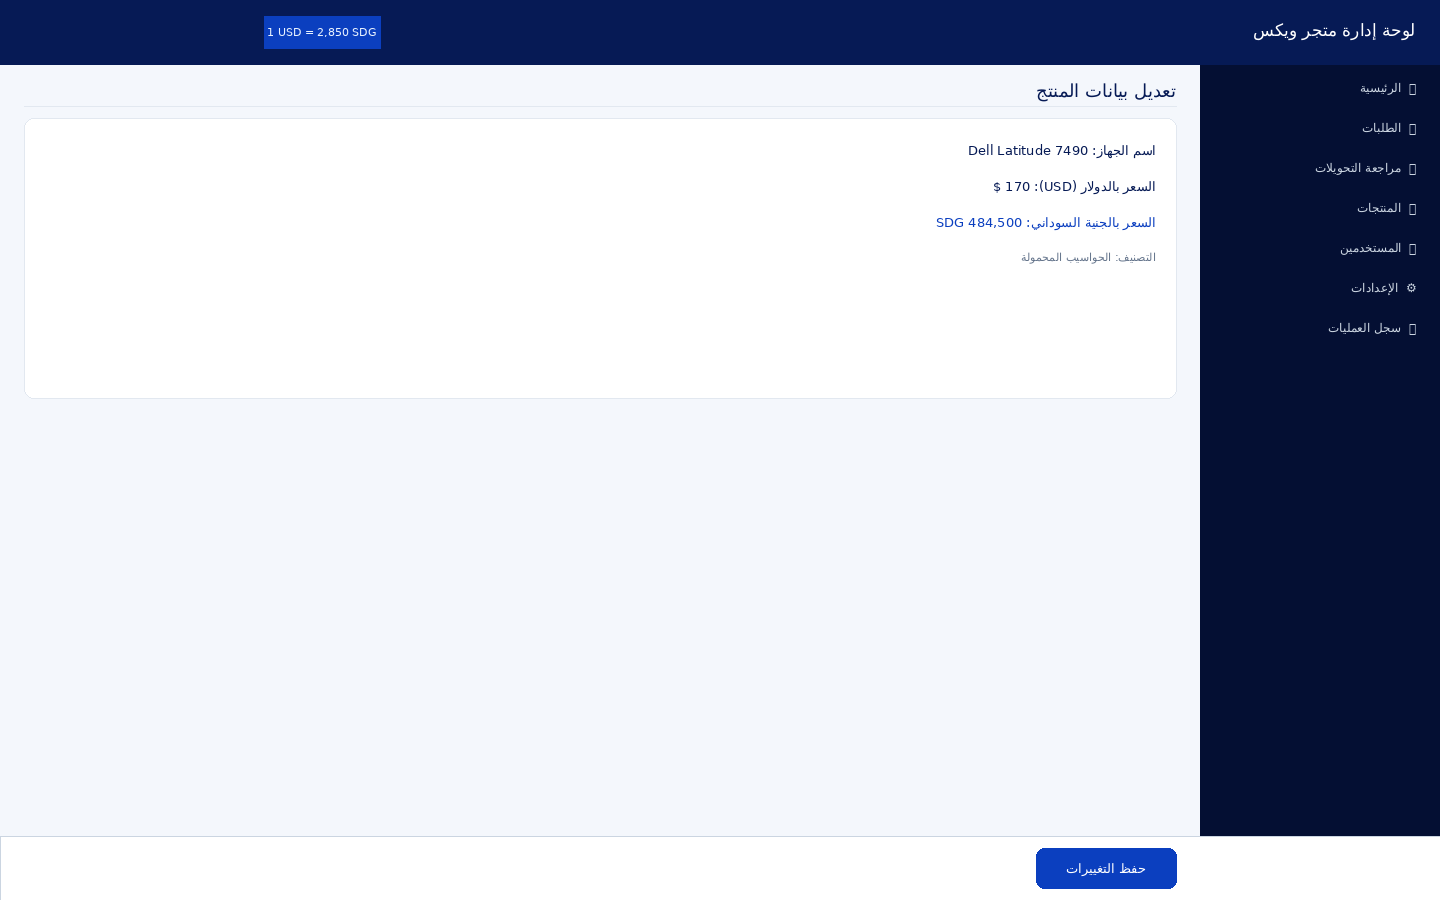 لوحة إدارة متجر ويكس
1 USD = 2,850 SDG
الرئيسية
الطلبات
مراجعة التحويلات
المنتجات
المستخدمين
⚙ الإعدادات
سجل العمليات
تعديل بيانات المنتج
اسم الجهاز: Dell Latitude 7490
السعر بالدولار (USD): 170 $
السعر بالجنية السوداني: 484,500 SDG
التصنيف: الحواسيب المحمولة
حفظ التغييرات